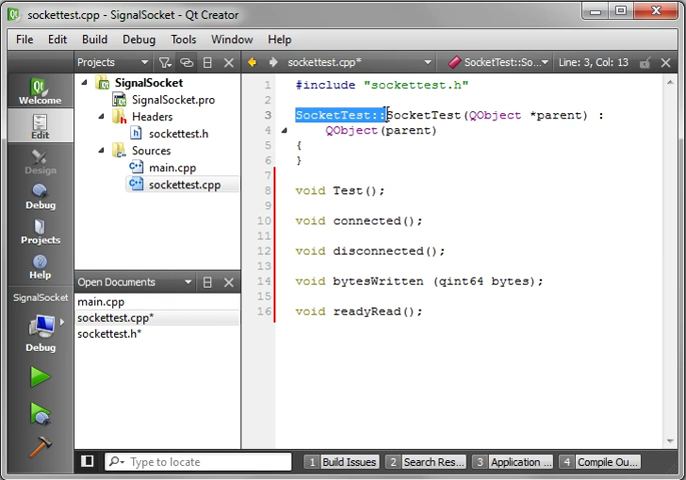 sockettest.cpp - SignalSocket - Qt Creator
File Edit Build Debug Tools Window Help
Projects
sockettest.cpp*
SocketTest::So...
Line: 3, Col: 13
Qt
Welcome
Edit
Design
Debug
Projects
Help
SignalSocket
Debug
SignalSocket
SignalSocket.pro
Headers
sockettest.h
Sources
main.cpp
sockettest.cpp
Open Documents
main.cpp
sockettest.cpp*
sockettest.h*
1 #include "sockettest.h"
2
3 SocketTest::SocketTest(QObject *parent) :
4 QObject(parent)
5 {
6 }
7
8 void Test();
9
10 void connected();
11
12 void disconnected();
13
14 void bytesWritten (qint64 bytes);
15
16 void readyRead();
Type to locate
1 Build Issues
2 Search Res...
3 Application ...
4 Compile Ou...